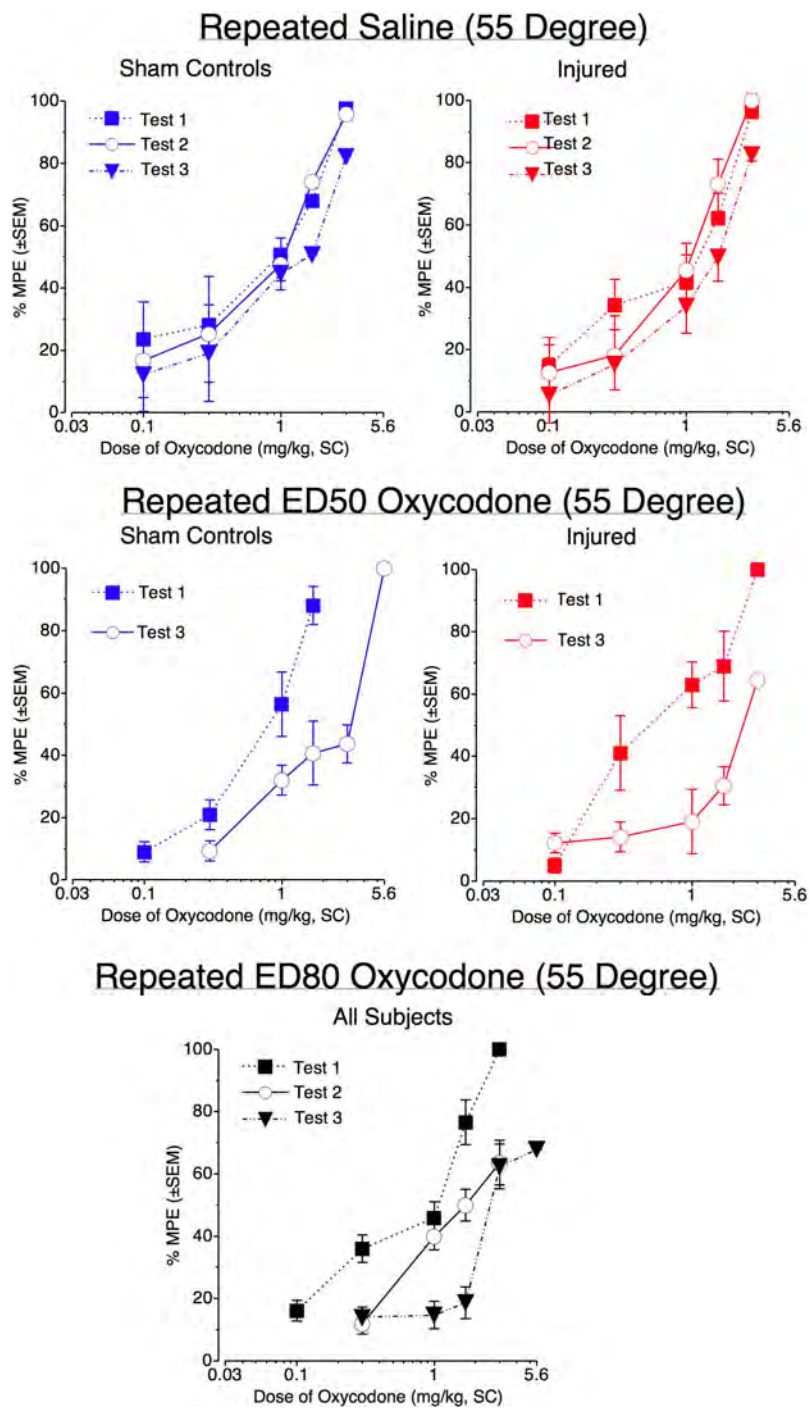 Repeated Saline (55 Degree)
Sham Controls
Injured
100
80
60
40
20
0
% MPE (±SEM)
Test 1
Test 2
Test 3
0.03
0.1
1
5.6
Dose of Oxycodone (mg/kg, SC)
100
80
60
40
20
0
% MPE (±SEM)
Test 1
Test 2
Test 3
0.03
0.1
1
5.6
Dose of Oxycodone (mg/kg, SC)
Repeated ED50 Oxycodone (55 Degree)
Sham Controls
Injured
100
80
60
40
20
0
% MPE (±SEM)
Test 1
Test 3
0.03
0.1
1
5.6
Dose of Oxycodone (mg/kg, SC)
100
80
60
40
20
0
% MPE (±SEM)
Test 1
Test 3
0.03
0.1
1
5.6
Dose of Oxycodone (mg/kg, SC)
Repeated ED80 Oxycodone (55 Degree)
All Subjects
100
80
60
40
20
0
% MPE (±SEM)
Test 1
Test 2
Test 3
0.03
0.1
1
5.6
Dose of Oxycodone (mg/kg, SC)